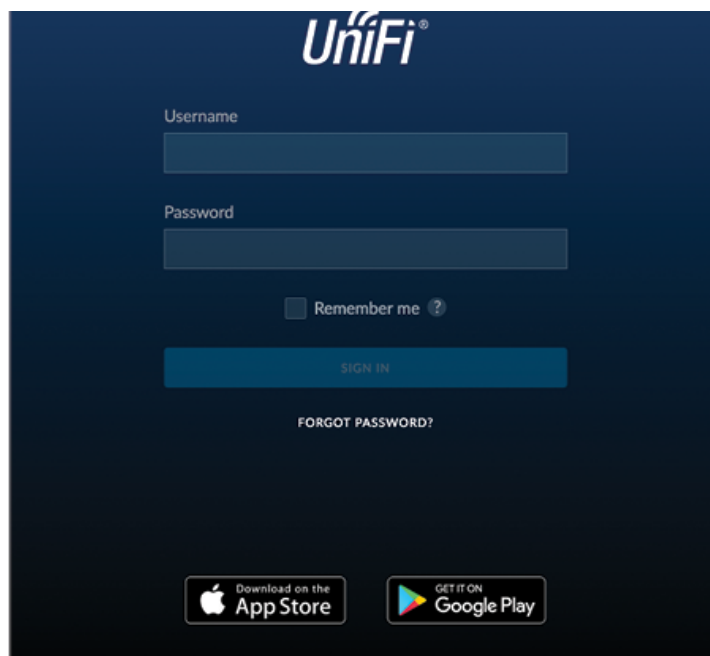 UniFi®
Username
Password
Remember me ?
SIGN IN
FORGOT PASSWORD?
Download on the
App Store
GET IT ON
Google Play